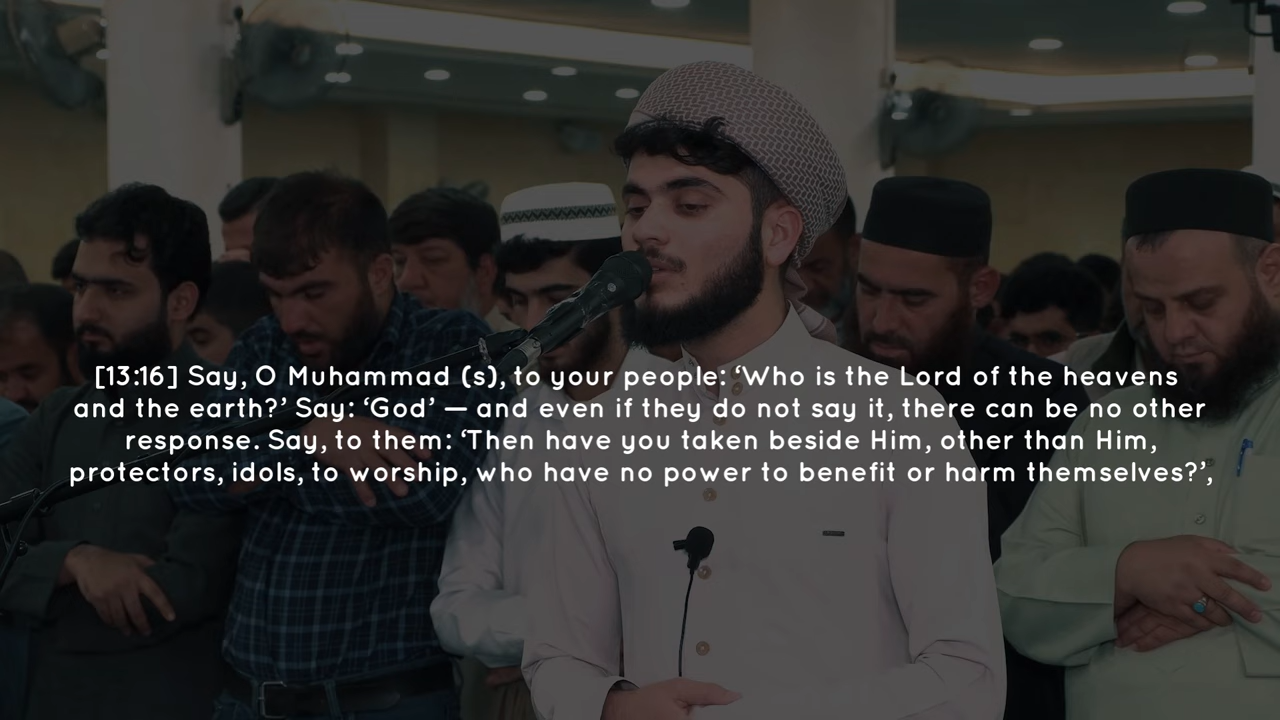 [13:16] Say, O Muhammad (s), to your people: ‘Who is the Lord of the heavens
and the earth?’ Say: ‘God’ — and even if they do not say it, there can be no other
response. Say, to them: ‘Then have you taken beside Him, other than Him,
protectors, idols, to worship, who have no power to benefit or harm themselves?’,